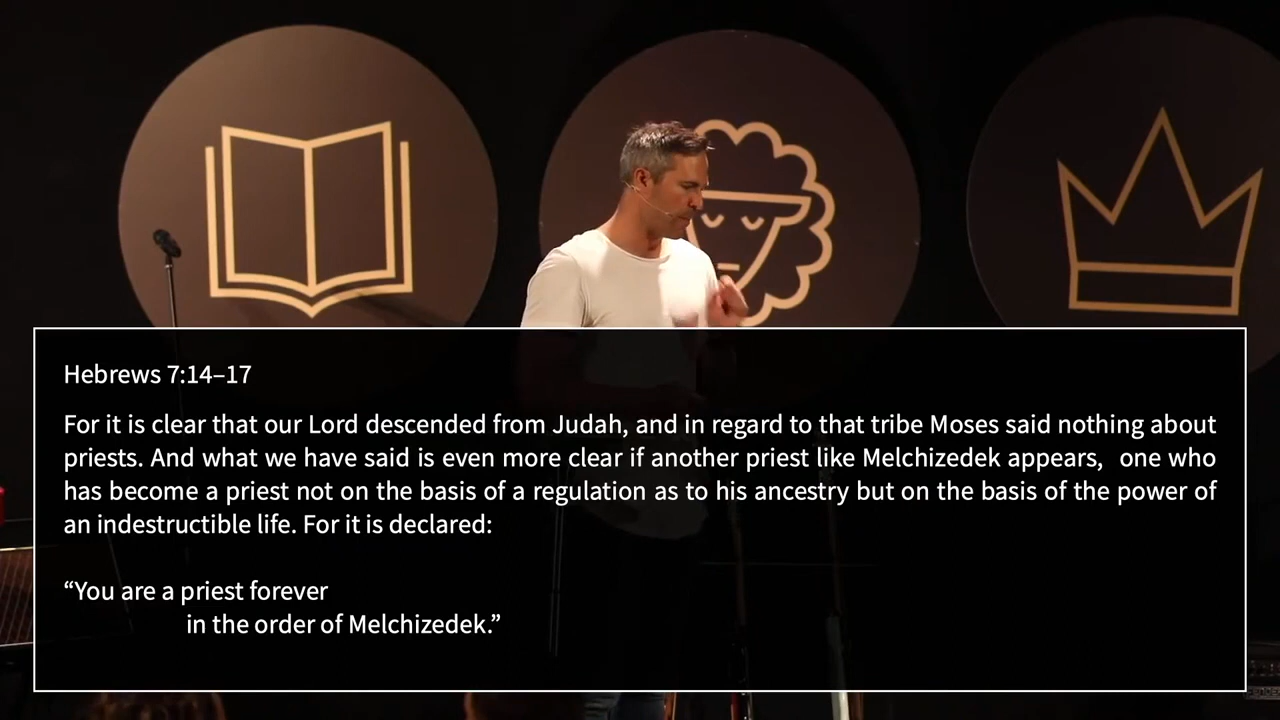 Hebrews 7:14–17
For it is clear that our Lord descended from Judah, and in regard to that tribe Moses said nothing about
priests. And what we have said is even more clear if another priest like Melchizedek appears,  one who
has become a priest not on the basis of a regulation as to his ancestry but on the basis of the power of
an indestructible life. For it is declared:
“You are a priest forever
in the order of Melchizedek.”